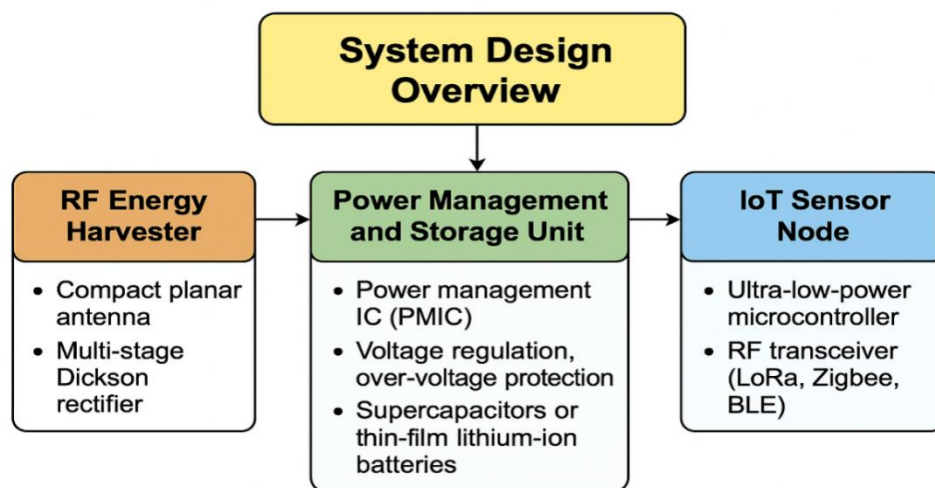 System Design
Overview
RF Energy
Harvester
• Compact planar
antenna
• Multi-stage
Dickson
rectifier
Power Management
and Storage Unit
• Power management
IC (PMIC)
• Voltage regulation,
over-voltage protection
• Supercapacitors or
thin-film lithium-ion
batteries
IoT Sensor
Node
• Ultra-low-power
microcontroller
• RF transceiver
(LoRa, Zigbee,
BLE)